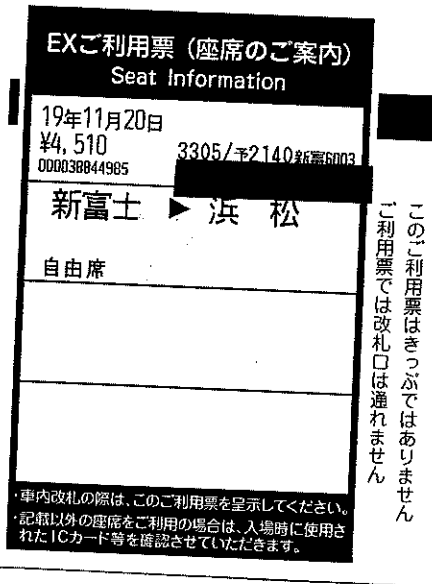 EXご利用票（座席のご案内）
Seat Information
19年11月20日
¥4,510 3305/予2140新富6003
000038844985
新富士 ▶ 浜 松
自由席
・車内改札の際は、このご利用票を呈示してください。
・記載以外の座席をご利用の場合は、入場時に使用さ
れたICカード等を確認させていただきます。
このご利用票はきっぷではありません
ご利用票では改札口は通れません